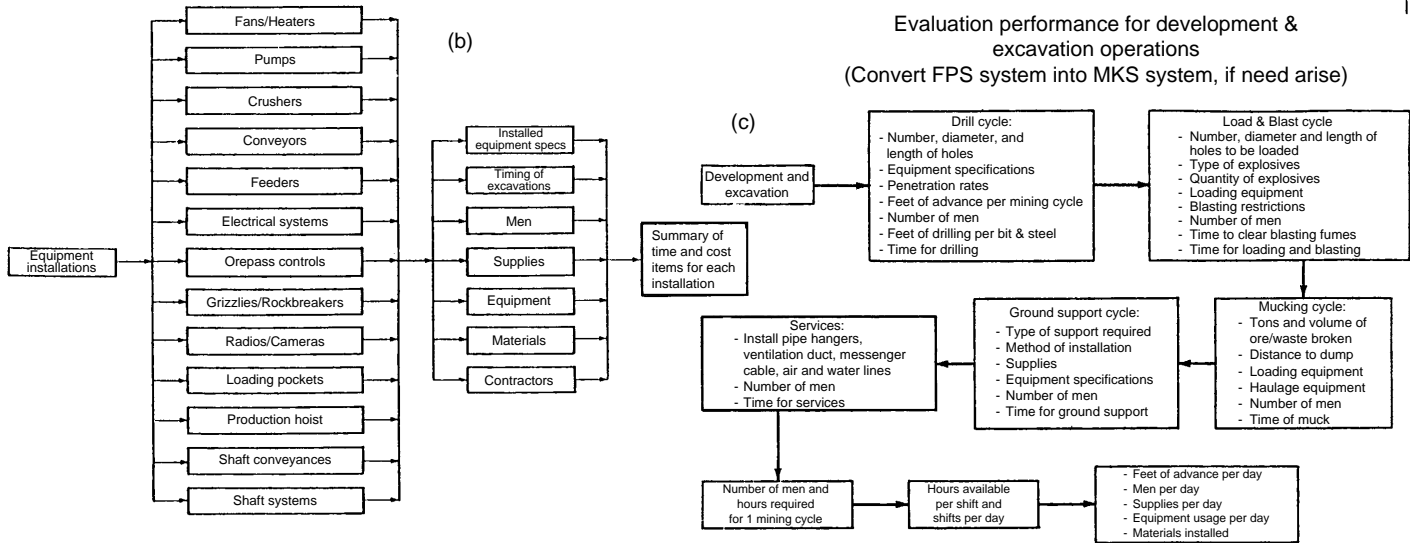 (b)
Equipment
installations
Fans/Heaters
Pumps
Crushers
Conveyors
Feeders
Electrical systems
Orepass controls
Grizzlies/Rockbreakers
Radios/Cameras
Loading pockets
Production hoist
Shaft conveyances
Shaft systems
Installed
equipment specs
Timing of
excavations
Men
Supplies
Equipment
Materials
Contractors
Summary of
time and cost
items for each
installation
Evaluation performance for development &
excavation operations
(Convert FPS system into MKS system, if need arise)
(c)
Development and
excavation
Drill cycle:
- Number, diameter, and
length of holes
- Equipment specifications
- Penetration rates
- Feet of advance per mining cycle
- Number of men
- Feet of drilling per bit & steel
- Time for drilling
Load & Blast cycle
- Number, diameter and length of
holes to be loaded
- Type of explosives
- Quantity of explosives
- Loading equipment
- Blasting restrictions
- Number of men
- Time to clear blasting fumes
- Time for loading and blasting
Mucking cycle:
- Tons and volume of
ore/waste broken
- Distance to dump
- Loading equipment
- Haulage equipment
- Number of men
- Time of muck
Ground support cycle:
- Type of support required
- Method of installation
- Supplies
- Equipment specifications
- Number of men
- Time for ground support
Services:
- Install pipe hangers,
ventilation duct, messenger
cable, air and water lines
- Number of men
- Time for services
Number of men and
hours required
for 1 mining cycle
Hours available
per shift and
shifts per day
- Feet of advance per day
- Men per day
- Supplies per day
- Equipment usage per day
- Materials installed